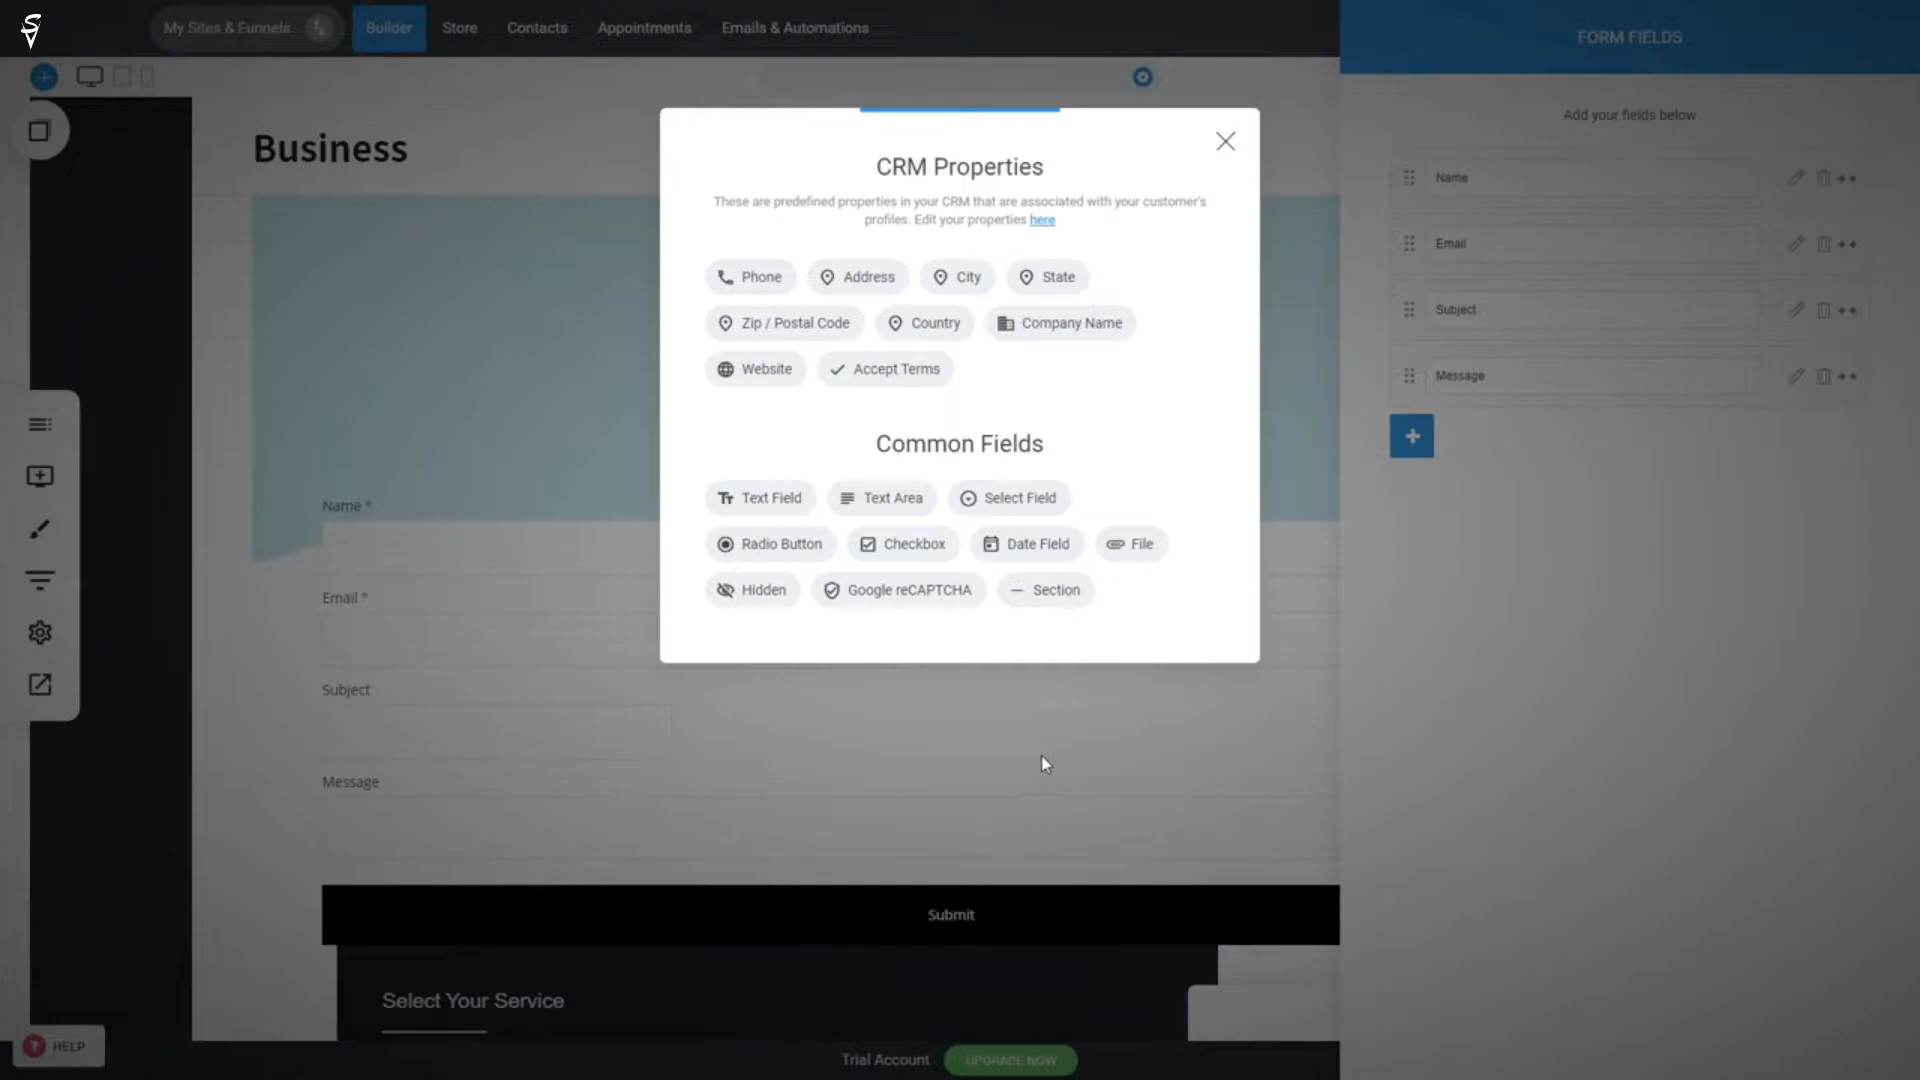 My Sites & Funnels
Builder
Store
Contacts
Appointments
Emails & Automations
FORM FIELDS
Add your fields below
Name
Email
Subject
Message
Business
CRM Properties
These are predefined properties in your CRM that are associated with your customer's
profiles. Edit your properties here
Phone
Address
City
State
Zip / Postal Code
Country
Company Name
Website
Accept Terms
Common Fields
Text Field
Text Area
Select Field
Radio Button
Checkbox
Date Field
File
Hidden
Google reCAPTCHA
Section
Name *
Email *
Subject
Message
Submit
Select Your Service
? HELP
Trial Account
UPGRADE NOW